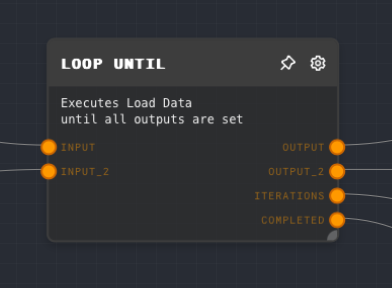 LOOP UNTIL
Executes Load Data
until all outputs are set
INPUT OUTPUT
INPUT_2 OUTPUT_2
ITERATIONS
COMPLETED